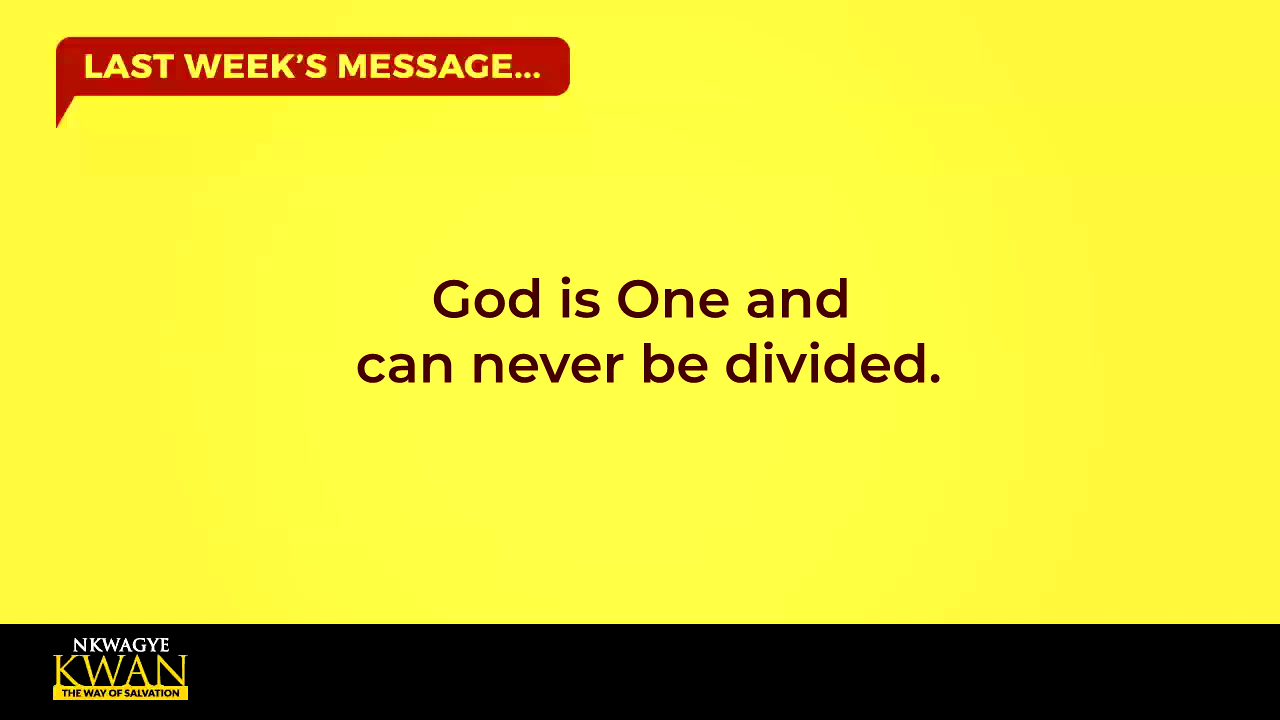 LAST WEEK’S MESSAGE...
God is One and
can never be divided.
NKWAGYE
KWAN
THE WAY OF SALVATION